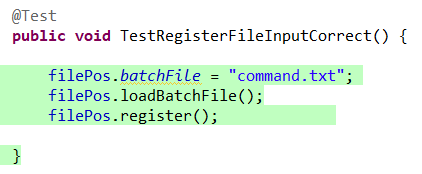 @Test
public void TestRegisterFileInputCorrect() {
filePos.batchFile = "command.txt";
filePos.loadBatchFile();
filePos.register();
}